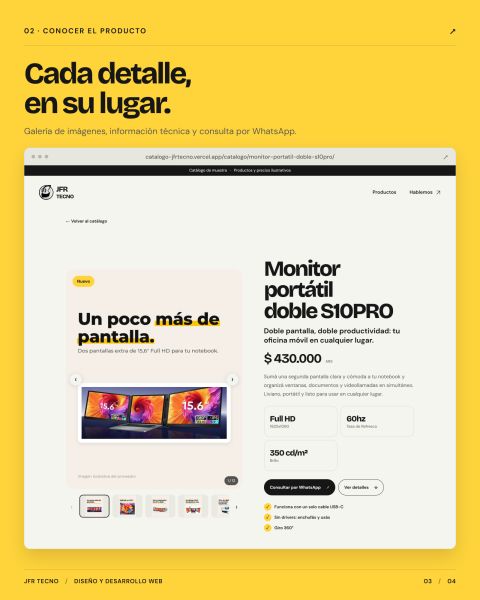 02 · CONOCER EL PRODUCTO
Cada detalle,
en su lugar.
Galería de imágenes, información técnica y consulta por WhatsApp.
catalogo-jfrtecno.vercel.app/catalogo/monitor-portatil-doble-s10pro/
Catálogo de muestra · Productos y precios ilustrativos
JFR
TECNO
Productos
Hablemos
← Volver al catálogo
Nuevo
Un poco más de
pantalla.
Dos pantallas extra de 15.6" Full HD para tu notebook.
15.6"
15.6"
Imagen ilustrativa del proveedor
Monitor
portátil
doble S10PRO
Doble pantalla, doble productividad: tu
oficina móvil en cualquier lugar.
$ 430.000 ARS
Sumá una segunda pantalla clara y cómoda a tu notebook y
organizá ventanas, documentos y videollamadas en simultáneo.
Liviano, portátil y listo para usar en cualquier lugar.
Full HD
1920x1080
60hz
Tasa de Refresco
350 cd/m²
Brillo
Consultar por WhatsApp ↗
Ver detalles ↓
Funciona con un solo cable USB-C
Sin drivers: enchufás y usás
Giro 360°
JFR TECNO / DISEÑO Y DESARROLLO WEB
03 / 04